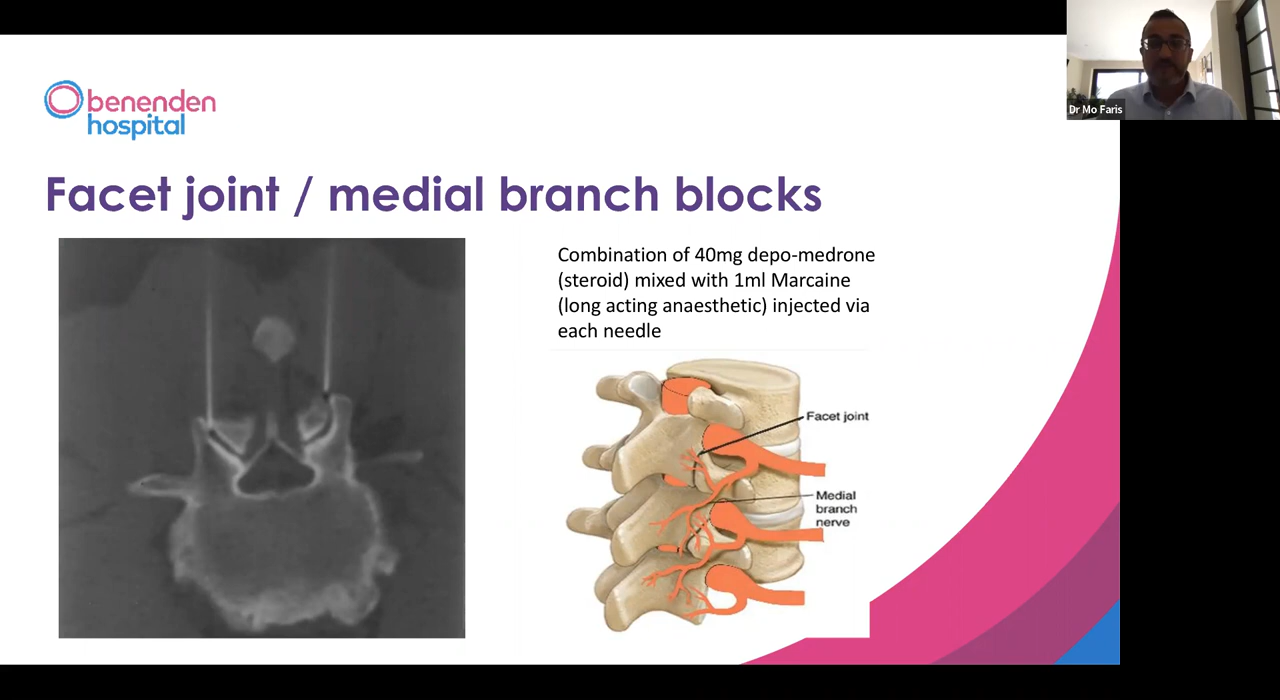 benenden
hospital
Dr Mo Faris
Facet joint / medial branch blocks
Combination of 40mg depo-medrone
(steroid) mixed with 1ml Marcaine
(long acting anaesthetic) injected via
each needle
Facet joint
Medial
branch
nerve